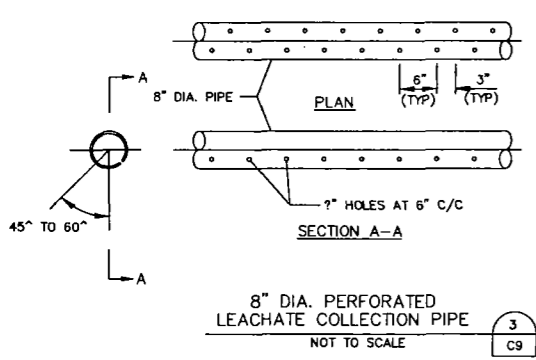 A
8" DIA. PIPE
PLAN
6"
(TYP)
3"
(TYP)
45^ TO 60^
?" HOLES AT 6" C/C
SECTION A-A
A
8" DIA. PERFORATED
LEACHATE COLLECTION PIPE
NOT TO SCALE
3
C9